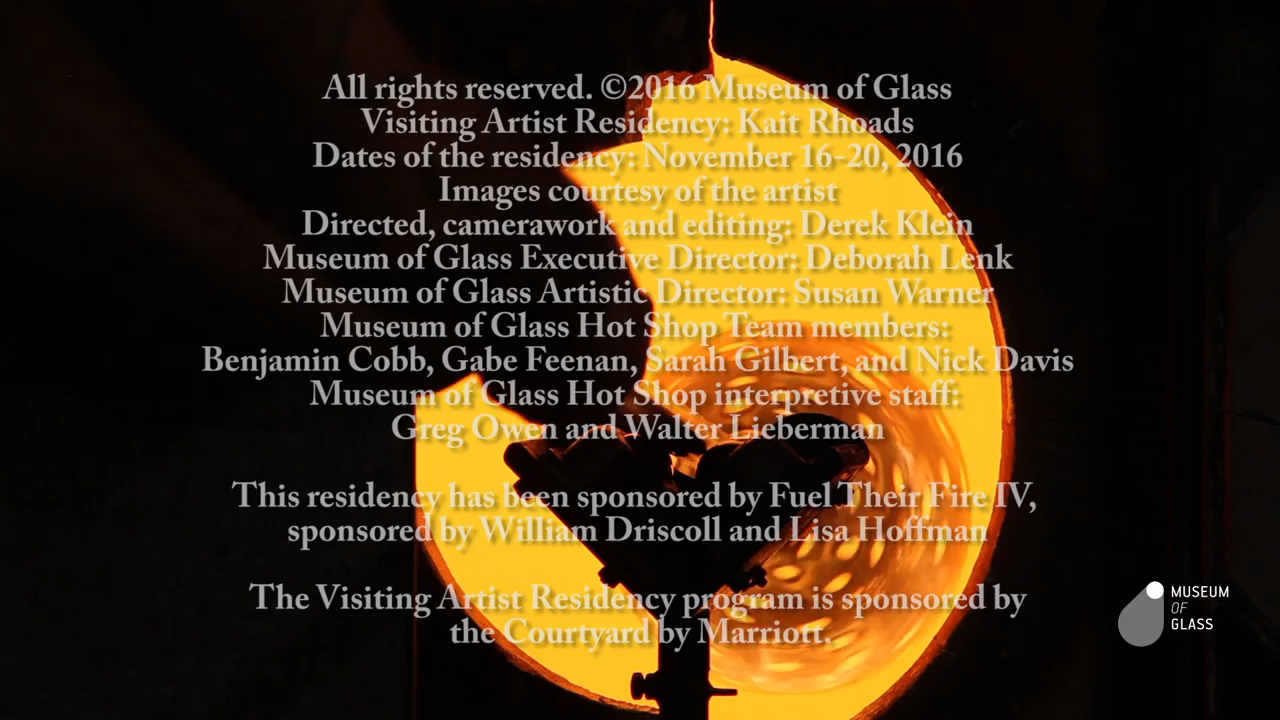 All rights reserved. ©2016 Museum of Glass
Visiting Artist Residency: Kait Rhoads
Dates of the residency: November 16-20, 2016
Images courtesy of the artist
Directed, camerawork and editing: Derek Klein
Museum of Glass Executive Director: Deborah Lenk
Museum of Glass Artistic Director: Susan Warner
Museum of Glass Hot Shop Team members:
Benjamin Cobb, Gabe Feenan, Sarah Gilbert, and Nick Davis
Museum of Glass Hot Shop interpretive staff:
Greg Owen and Walter Lieberman
This residency has been sponsored by Fuel Their Fire IV,
sponsored by William Driscoll and Lisa Hoffman
The Visiting Artist Residency program is sponsored by
the Courtyard by Marriott.
MUSEUM
OF
GLASS